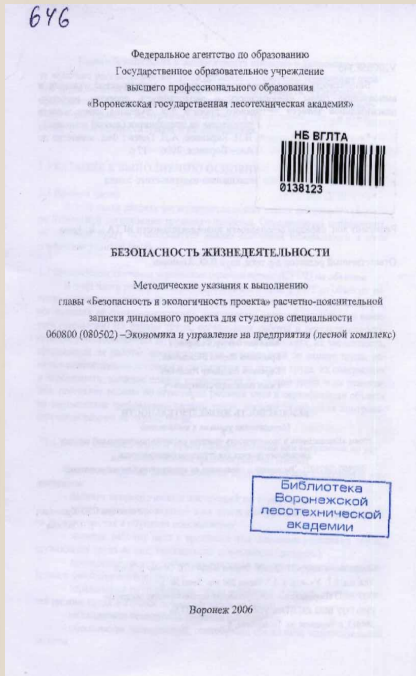 646
Федеральное агентство по образованию
Государственное образовательное учреждение
высшего профессионального образования
«Воронежская государственная лесотехническая академия»
НБ ВГЛТА
0138123
БЕЗОПАСНОСТЬ ЖИЗНЕДЕЯТЕЛЬНОСТИ
Методические указания к выполнению
главы «Безопасность и экологичность проекта» расчетно-пояснительной
записки дипломного проекта для студентов специальности
060800 (080502) –Экономика и управление на предприятия (лесной комплекс)
Библиотека
Воронежской
лесотехнической
академии
Воронеж 2006